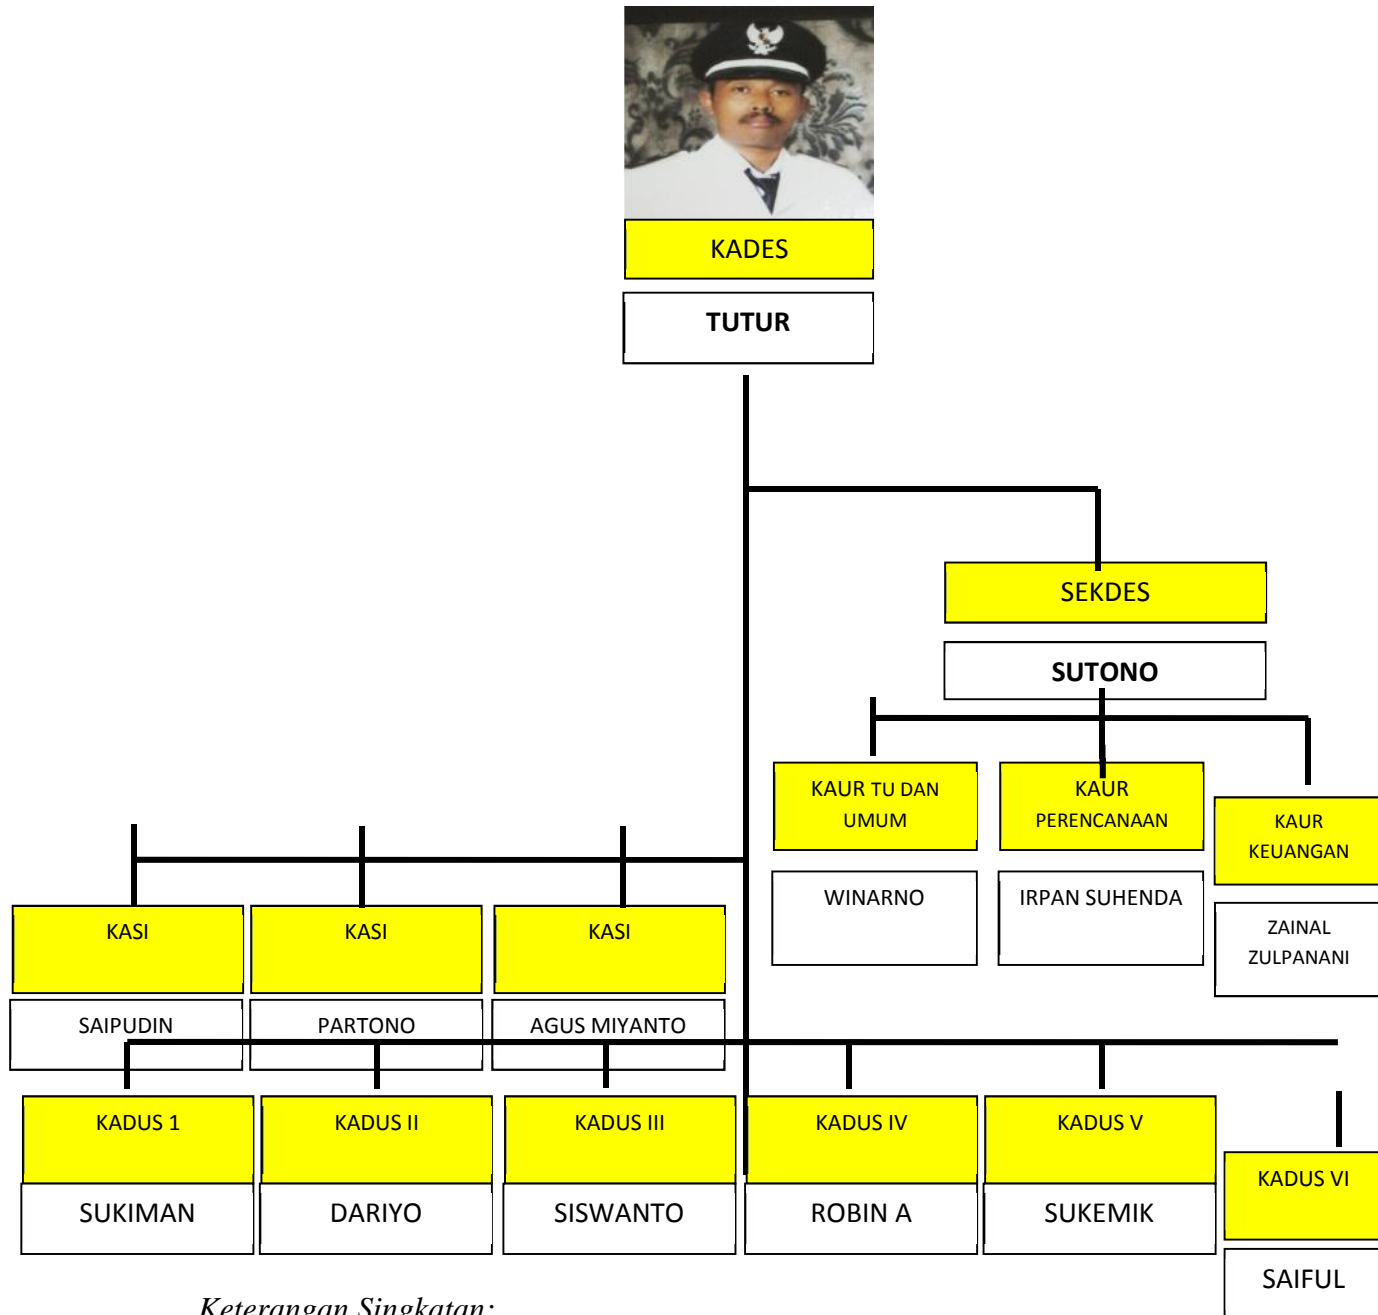 KADES
TUTUR
SEKDES
SUTONO
KAUR TU DAN
UMUM
KAUR
PERENCANAAN
KAUR
KEUANGAN
WINARNO
IRPAN SUHENDA
ZAINAL
ZULPANANI
KASI
KASI
KASI
SAIPUDIN
PARTONO
AGUS MIYANTO
KADUS 1
KADUS II
KADUS III
KADUS IV
KADUS V
KADUS VI
SUKIMAN
DARIYO
SISWANTO
ROBIN A
SUKEMIK
SAIFUL
Keterangan Singkatan: